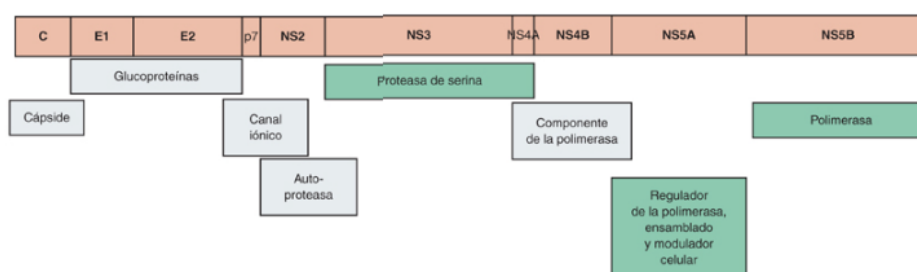 C E1 E2 p7 NS2 NS3 NS4A NS4B NS5A NS5B
Glucoproteínas
Proteasa de serina
Cápside
Canal
iónico
Componente
de la polimerasa
Polimerasa
Auto-
proteasa
Regulador
de la polimerasa,
ensamblado
y modulador
celular